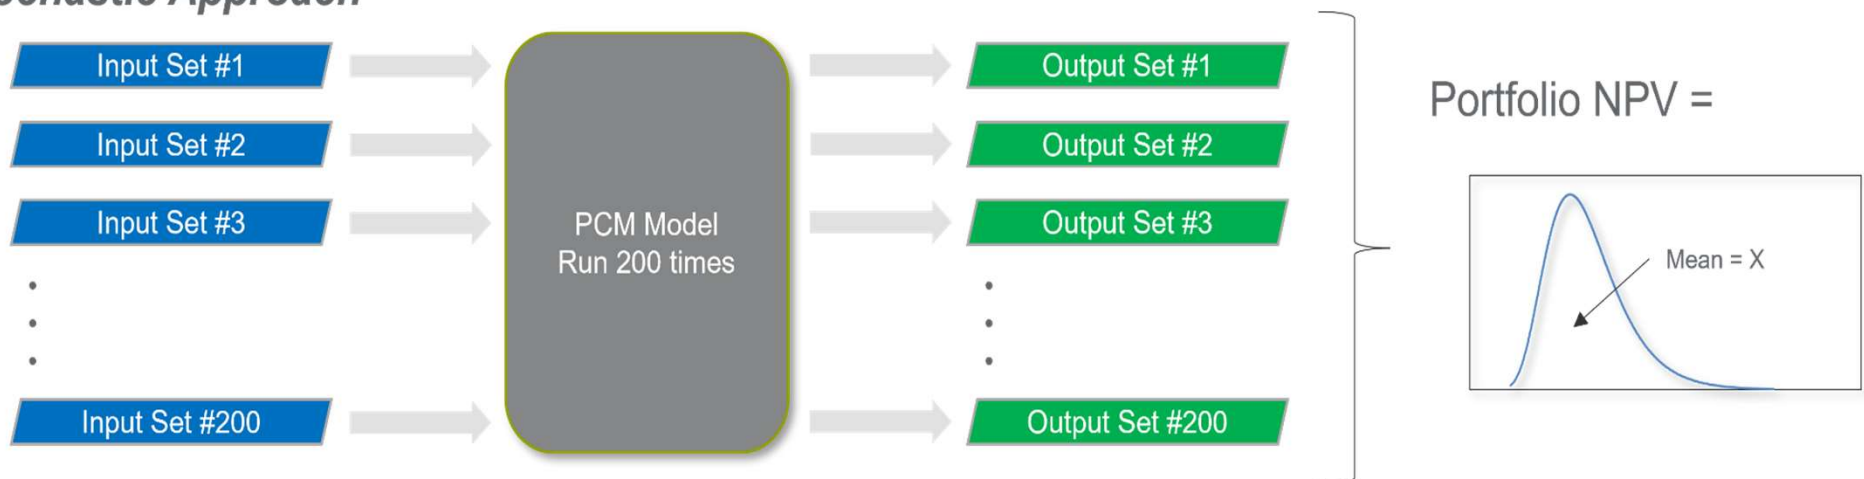 Approach
Input Set #1
Output Set #1
Portfolio NPV =
Input Set #2
Output Set #2
Input Set #3
PCM Model
Run 200 times
Output Set #3
Mean = X
Input Set #200
Output Set #200